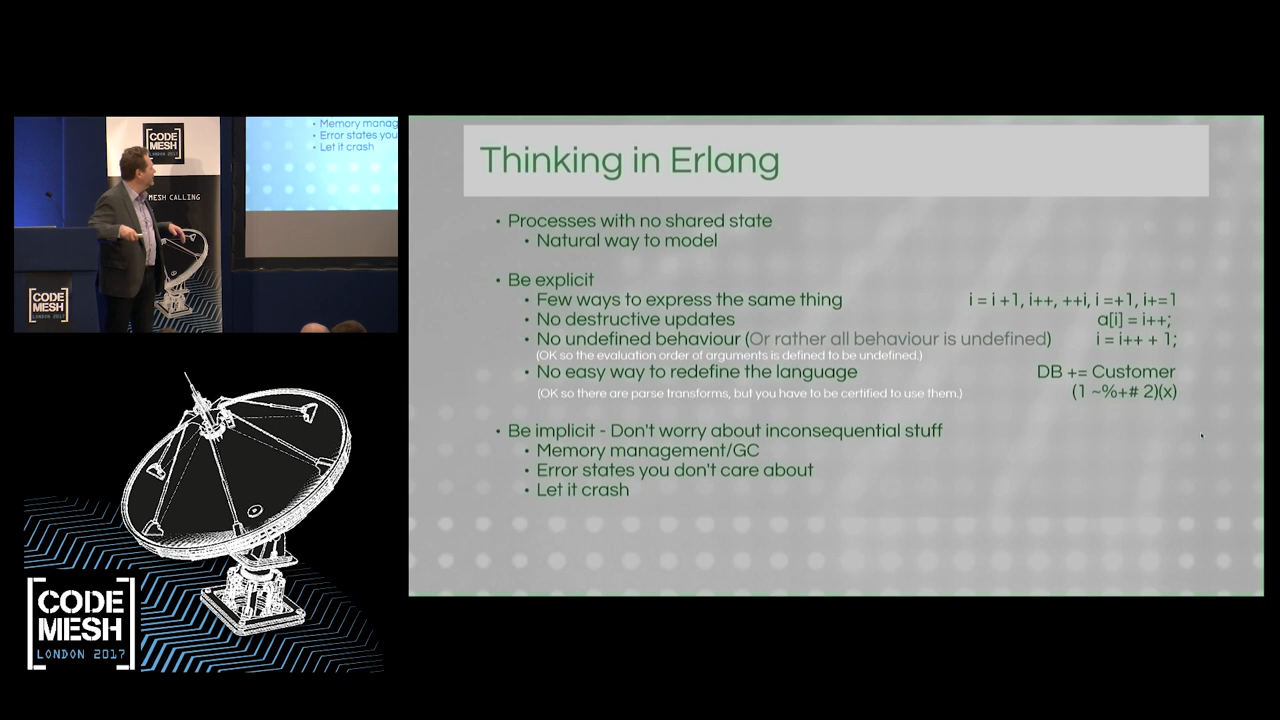 CODE
MESH
LONDON 2017
MESH CALLING
• Memory manag
• Error states you
• Let it crash
CODE
MESH
LONDON 2017
Thinking in Erlang
• Processes with no shared state
• Natural way to model
• Be explicit
• Few ways to express the same thing i = i +1, i++, ++i, i =+1, i+=1
• No destructive updates a[i] = i++;
• No undefined behaviour (Or rather all behaviour is undefined) i = i++ + 1;
(OK so the evaluation order of arguments is defined to be undefined.)
• No easy way to redefine the language DB += Customer
(OK so there are parse transforms, but you have to be certified to use them.) (1 ~%+# 2)(x)
• Be implicit - Don't worry about inconsequential stuff
• Memory management/GC
• Error states you don't care about
• Let it crash
CODE
MESH
LONDON 2017